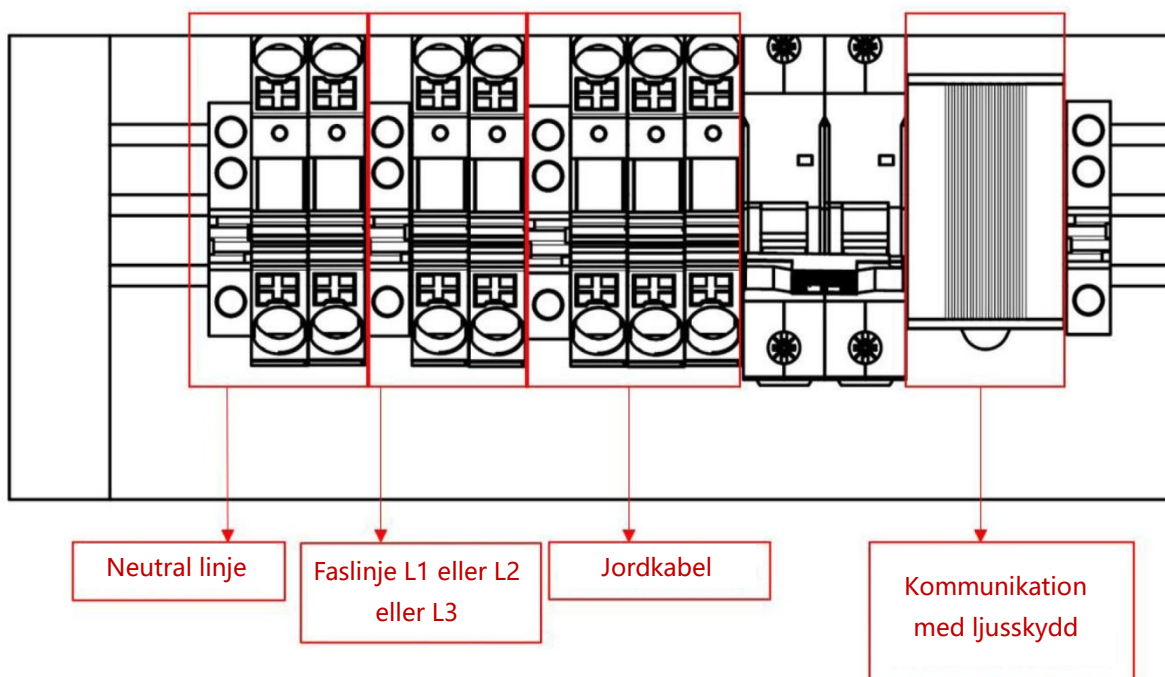 Neutral linje
Faslinje L1 eller L2
eller L3
Jordkabel
Kommunikation
med ljusskydd